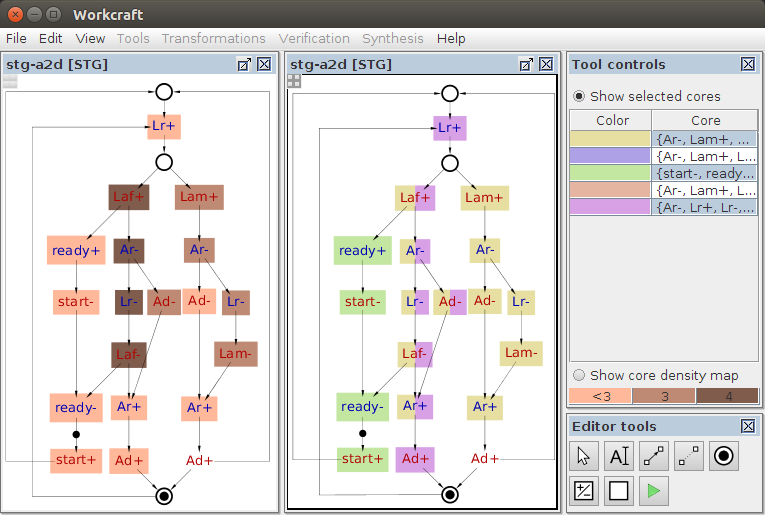 Workcraft
File Edit View Tools Transformations Verification Synthesis Help
stg-a2d [STG]
Lr+
Laf+ Lam+
ready+ Ar- Ar-
start- Lr- Ad- Ad- Lr-
Laf- Lam-
ready- Ar+ Ar+
start+ Ad+ Ad+
stg-a2d [STG]
Lr+
Laf+ Lam+
ready+ Ar- Ar-
start- Lr- Ad- Ad- Lr-
Laf- Lam-
ready- Ar+ Ar+
start+ Ad+ Ad+
Tool controls
Show selected cores
Color Core
{Ar-, Lam+, ...
{Ar-, Lam+, L...
{start-, ready...
{Ar-, Lam+, L...
{Ar-, Lr+, Lr-,...
Show core density map
<3 3 4
Editor tools